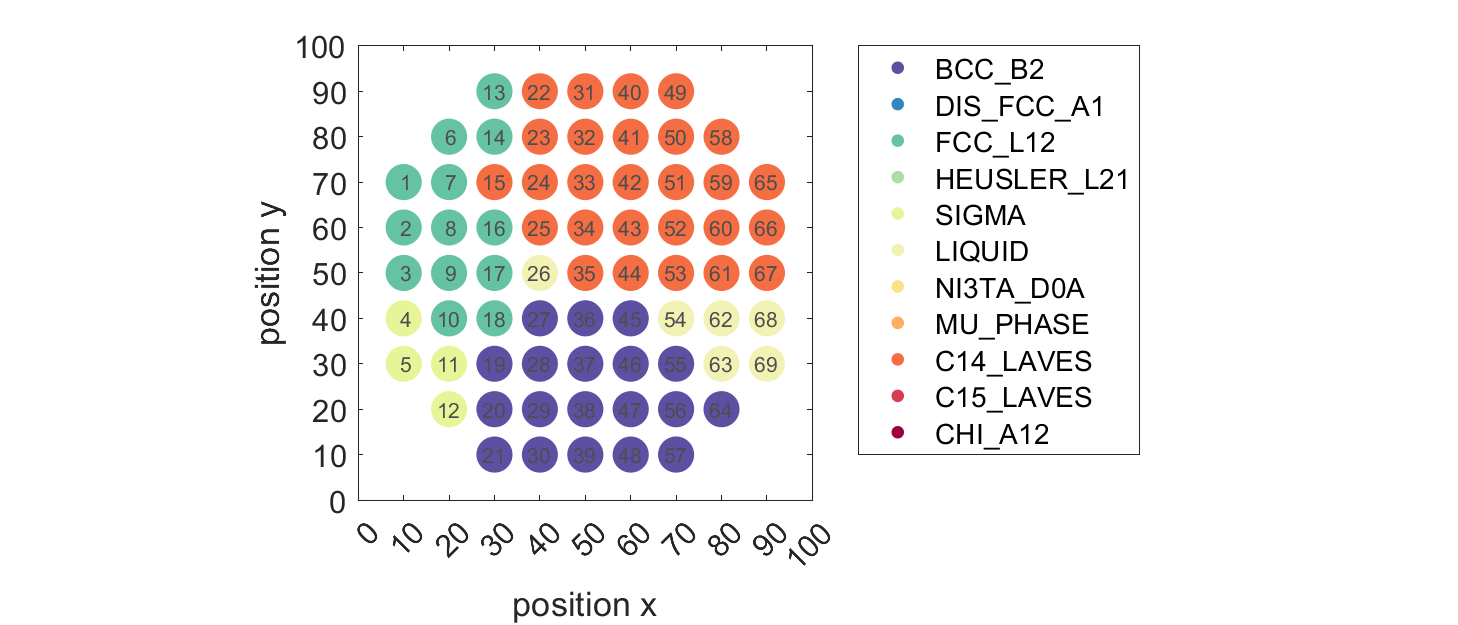 100
90
80
70
60
50
40
30
20
10
0
13 22 31 40 49
6 14 23 32 41 50 58
1 7 15 24 33 42 51 59 65
2 8 16 25 34 43 52 60 66
3 9 17 26 35 44 53 61 67
4 10 18 27 36 45 54 62 68
5 11 19 28 37 46 55 63 69
12 20 29 38 47 56 64
21 30 39 48 57
0 10 20 30 40 50 60 70 80 90 100
position x
position y
BCC_B2
DIS_FCC_A1
FCC_L12
HEUSLER_L21
SIGMA
LIQUID
NI3TA_D0A
MU_PHASE
C14_LAVES
C15_LAVES
CHI_A12